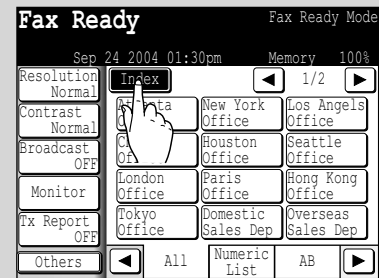 Fax Ready
Fax Ready Mode
Sep 24 2004 01:30pm
Memory 100%
Resolution
Normal
Contrast
Normal
Broadcast
OFF
Monitor
Tx Report
OFF
Others
Index
1/2
Office
New York
Office
Los Angels
Office
Houston
Office
Seattle
Office
London
Office
Paris
Office
Hong Kong
Office
Tokyo
Office
Domestic
Sales Dep
Overseas
Sales Dep
All
Numeric
List
AB